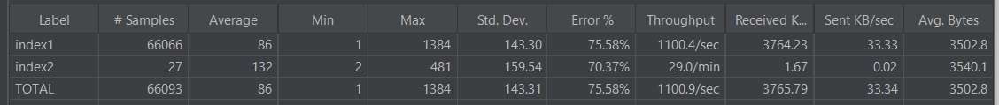 Label # Samples Average Min Max Std. Dev. Error % Throughput Received K... Sent KB/sec Avg. Bytes
index1 66066 86 1 1384 143.30 75.58% 1100.4/sec 3764.23 33.33 3502.8
index2 27 132 2 481 159.54 70.37% 29.0/min 1.67 0.02 3540.1
TOTAL 66093 86 1 1384 143.31 75.58% 1100.9/sec 3765.79 33.34 3502.8